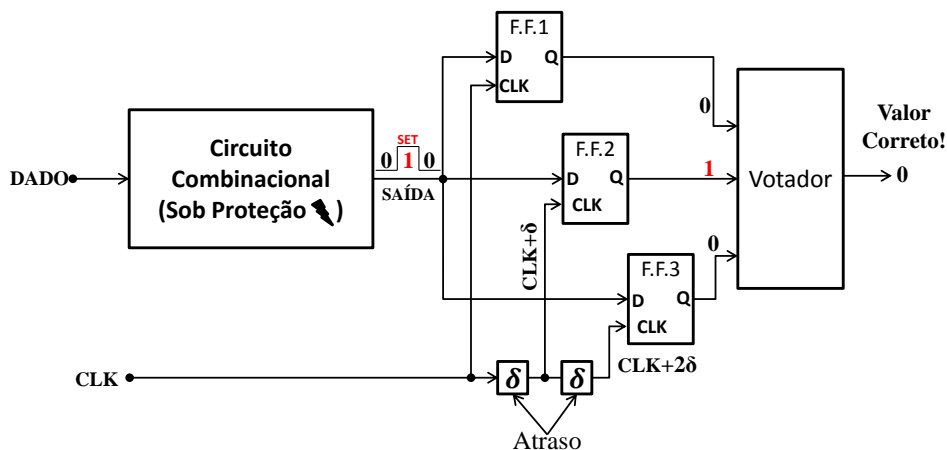 F.F.1
D Q
CLK
0
Valor
Correto!
SET
0 1 0
Circuito
Combinacional
(Sob Proteção)
DADO
SAÍDA
F.F.2
D Q
CLK
1
Votador
0
CLK+δ
0
F.F.3
D Q
CLK
CLK+2δ
CLK
δ
δ
Atraso